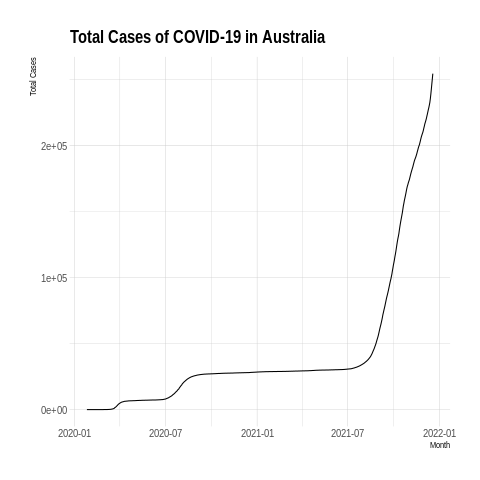 Total Cases of COVID-19 in Australia
Total Cases
2e+05
1e+05
0e+00
2020-01 2020-07 2021-01 2021-07 2022-01
Month